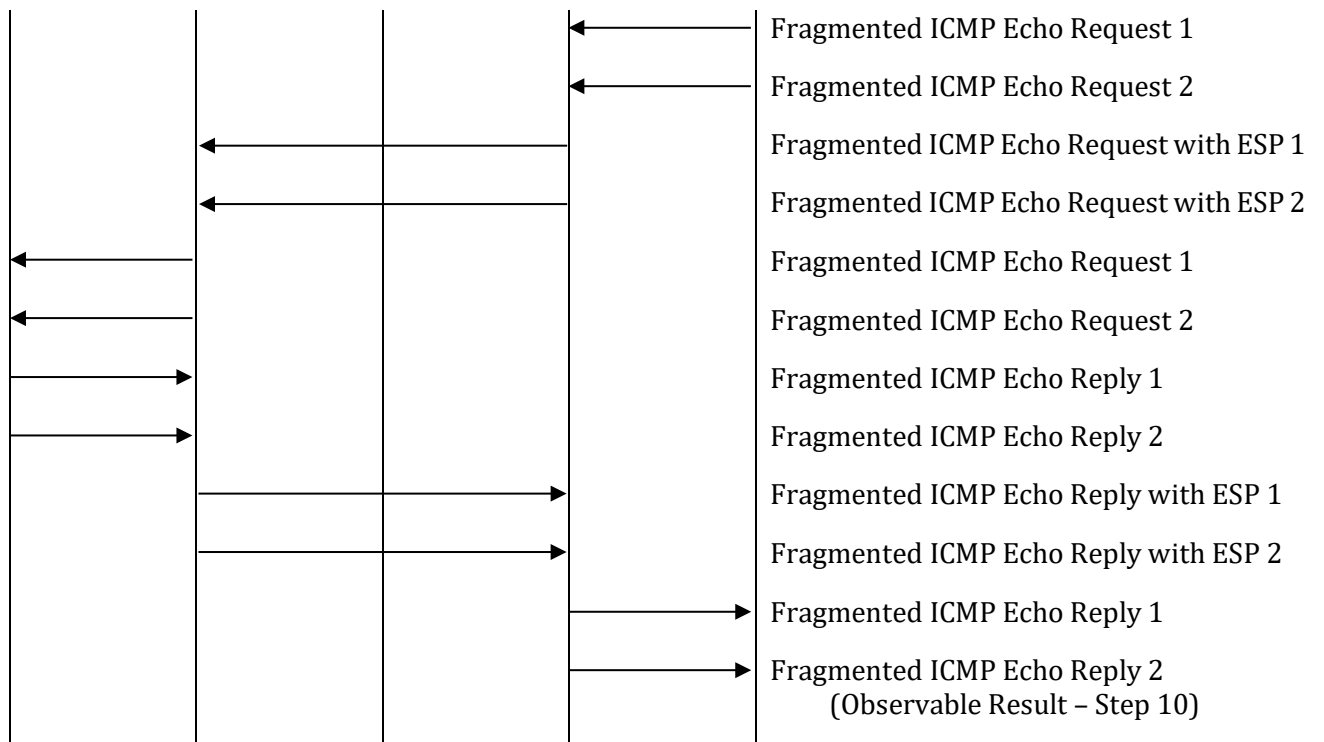 Fragmented ICMP Echo Request 1
Fragmented ICMP Echo Request 2
Fragmented ICMP Echo Request with ESP 1
Fragmented ICMP Echo Request with ESP 2
Fragmented ICMP Echo Request 1
Fragmented ICMP Echo Request 2
Fragmented ICMP Echo Reply 1
Fragmented ICMP Echo Reply 2
Fragmented ICMP Echo Reply with ESP 1
Fragmented ICMP Echo Reply with ESP 2
Fragmented ICMP Echo Reply 1
Fragmented ICMP Echo Reply 2
(Observable Result – Step 10)